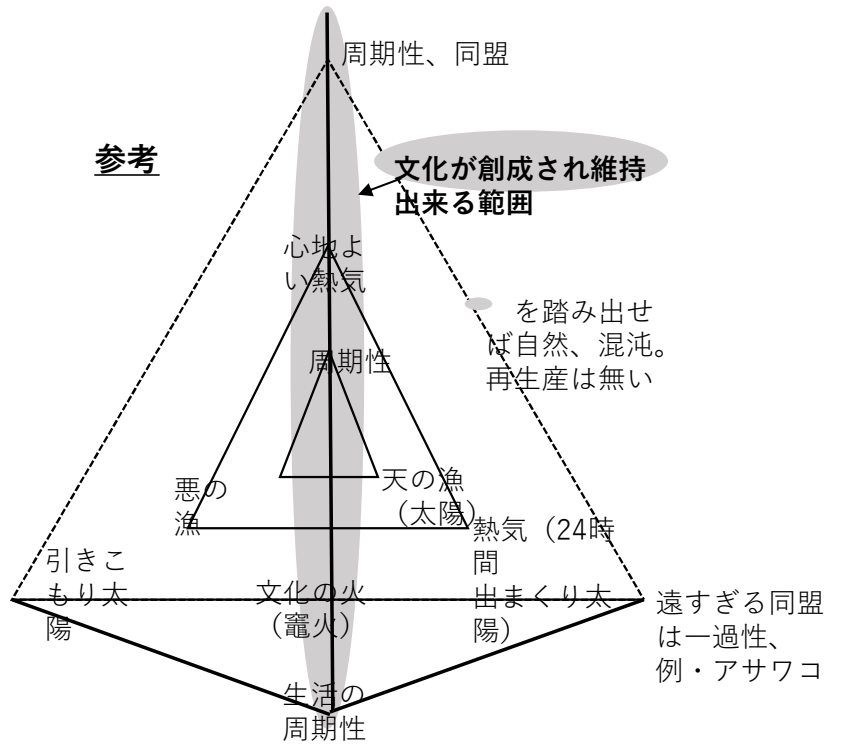 周期性、同盟
参考
文化が創成され維持
出来る範囲
心地よ
い熱気
を踏み出せ
ば自然、混沌。
再生産は無い
周期性
天の漁
（太陽）
悪の
漁
熱気（24時
間
出まくり太
陽）
引きこ
もり太
陽
文化の火
（竈火）
遠すぎる同盟
は一過性、
例・アサワコ
生活の
周期性